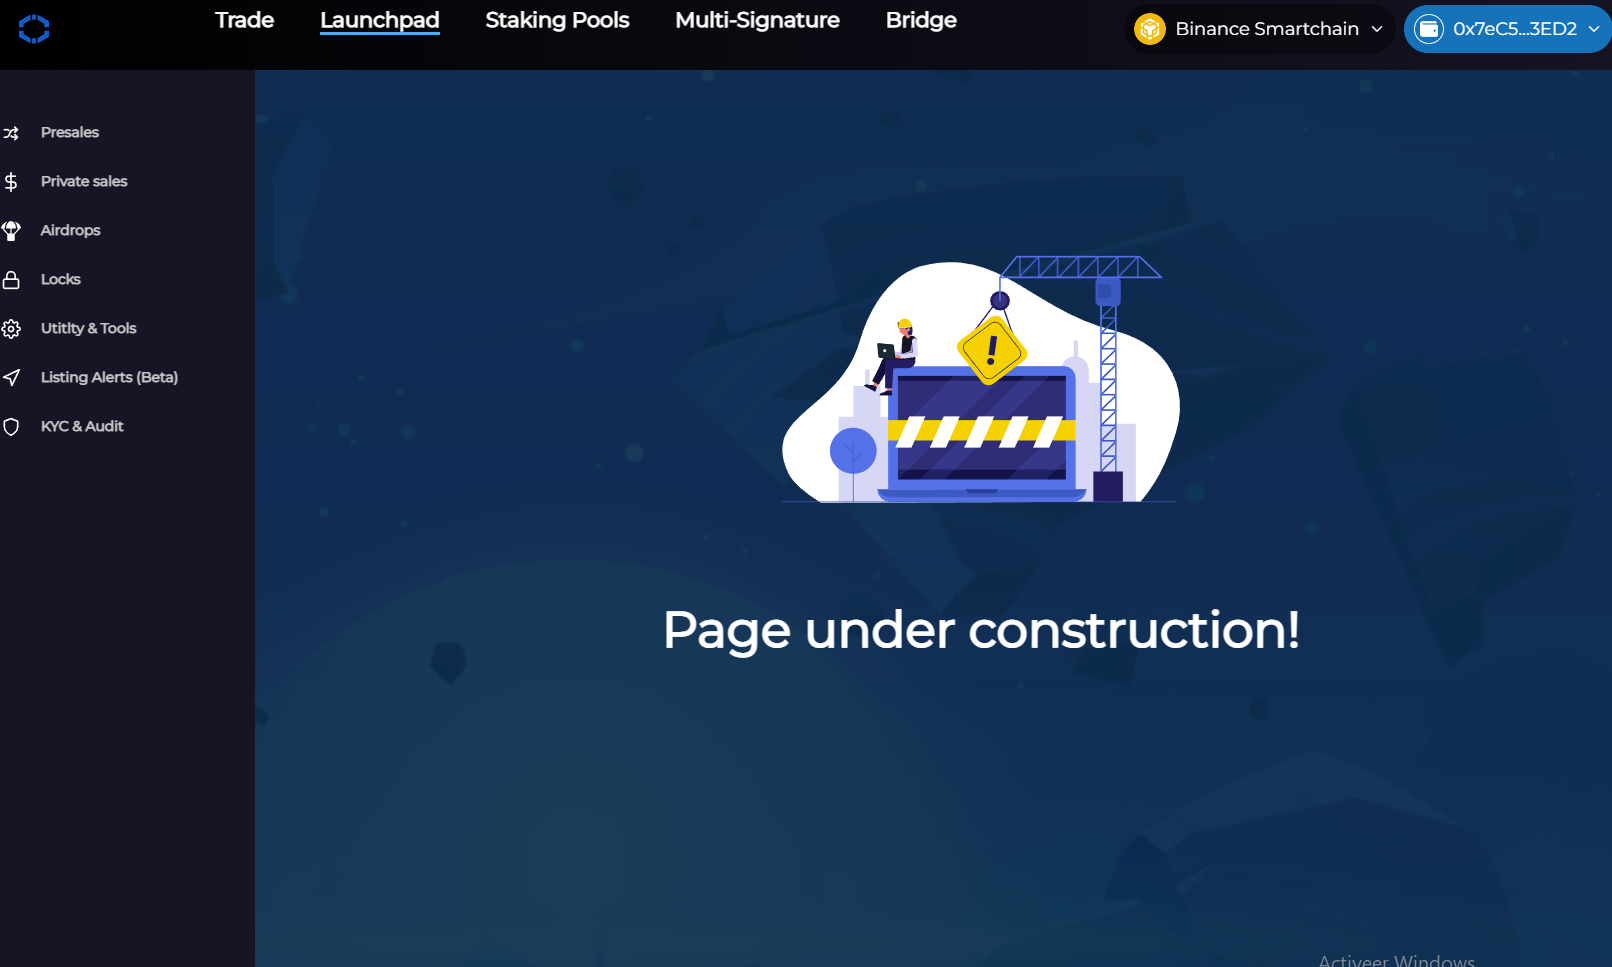 Trade
Launchpad
Staking Pools
Multi-Signature
Bridge
Binance Smartchain
0x7eC5...3ED2
Presales
Private sales
Airdrops
Locks
Utitlty & Tools
Listing Alerts (Beta)
KYC & Audit
!
Page under construction!
Activeer Windows